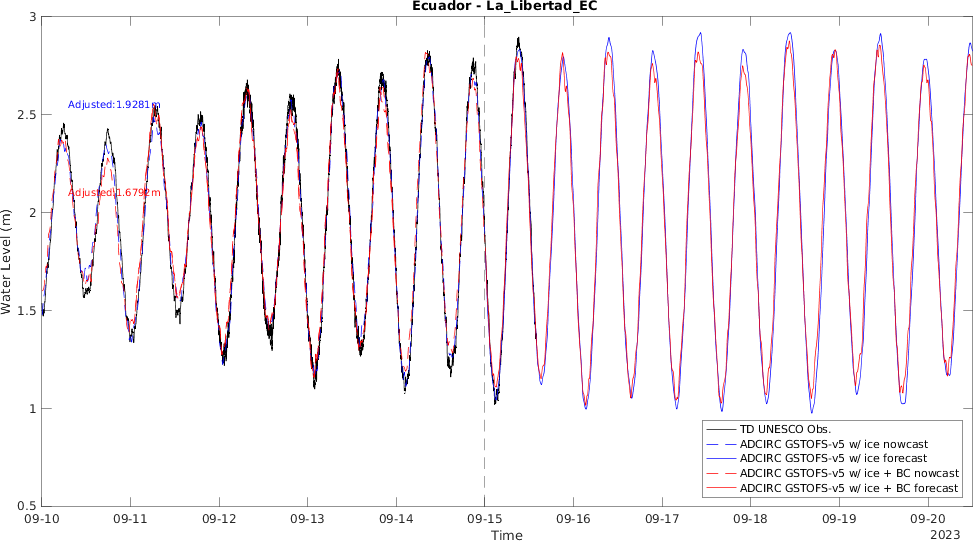 Ecuador - La_Libertad_EC
3
2.5
2
1.5
1
0.5
Water Level (m)
Adjusted:1.9281m
Adjusted:1.6792m
TD UNESCO Obs.
ADCIRC GSTOFS-v5 w/ ice nowcast
ADCIRC GSTOFS-v5 w/ ice forecast
ADCIRC GSTOFS-v5 w/ ice + BC nowcast
ADCIRC GSTOFS-v5 w/ ice + BC forecast
09-10 09-11 09-12 09-13 09-14 09-15 09-16 09-17 09-18 09-19 09-20
Time
2023